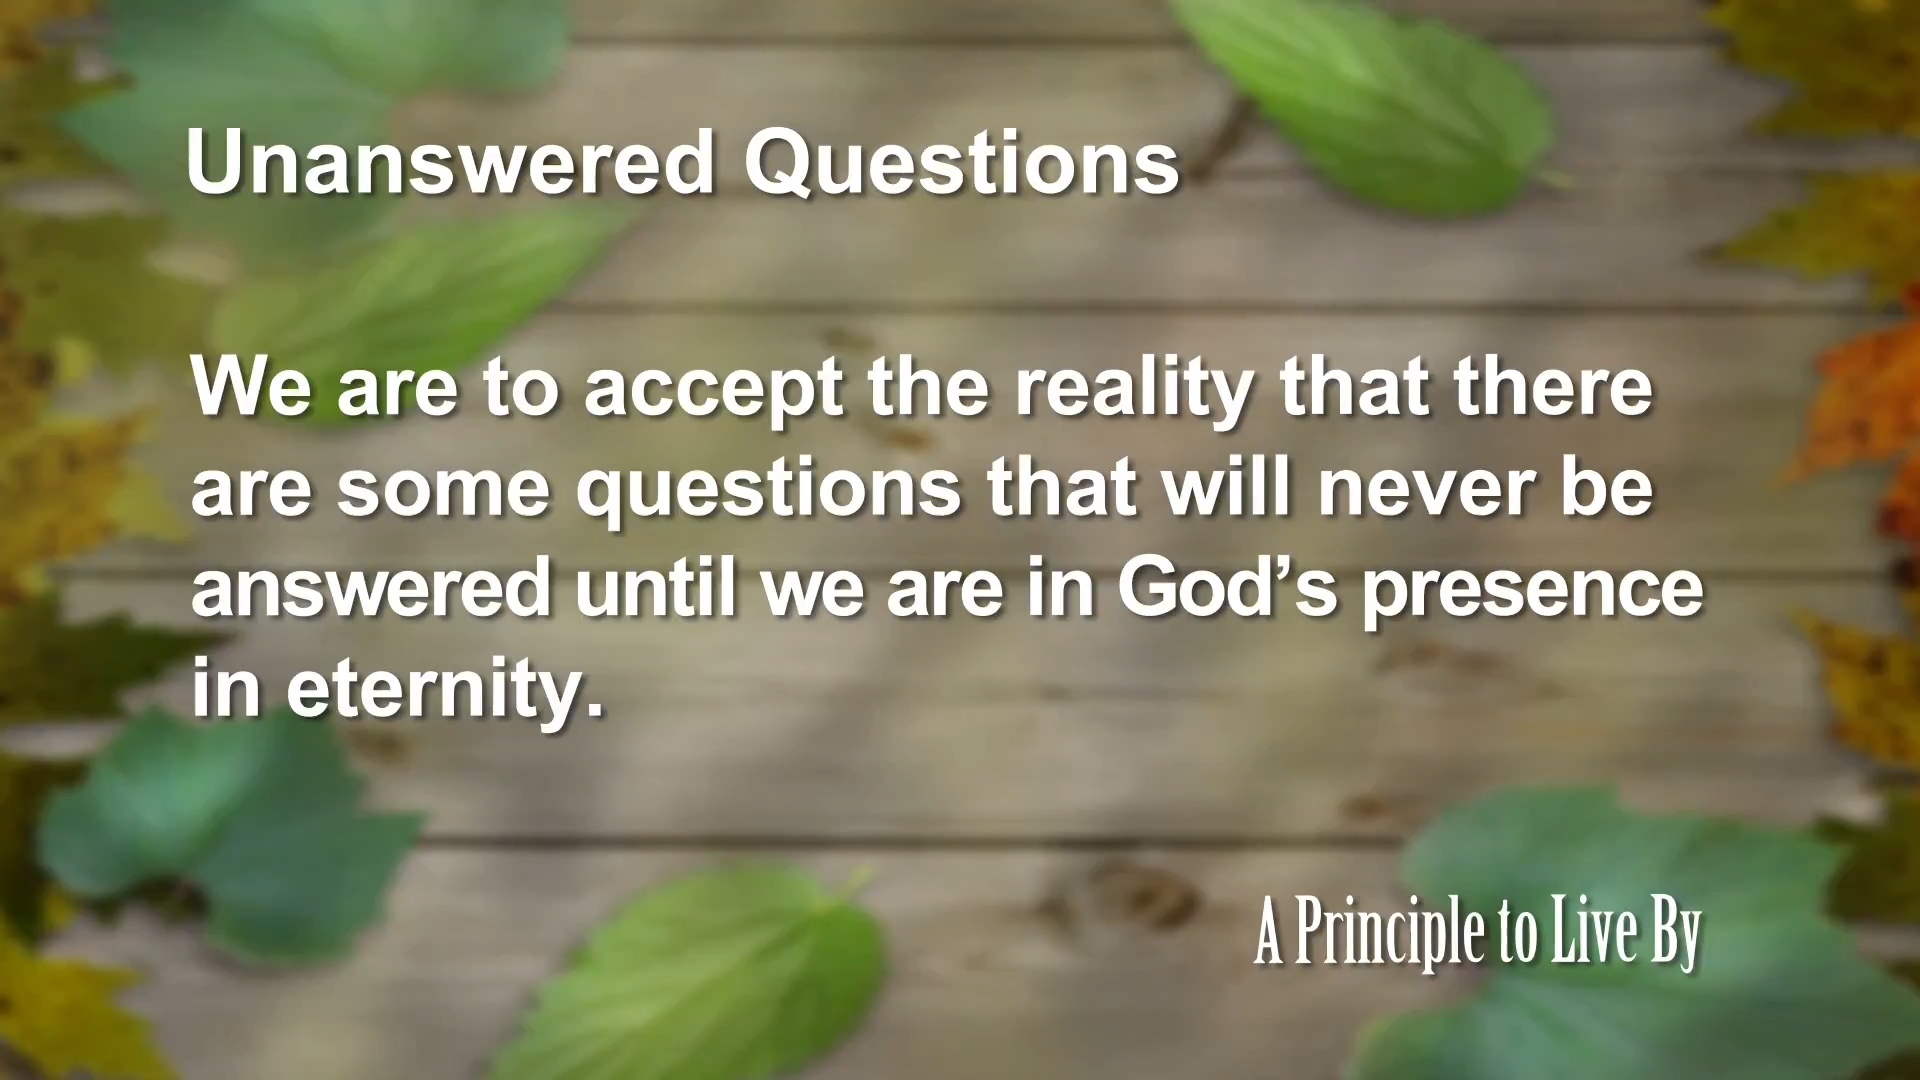 Unanswered Questions
We are to accept the reality that there
are some questions that will never be
answered until we are in God’s presence
in eternity.
A Principle to Live By